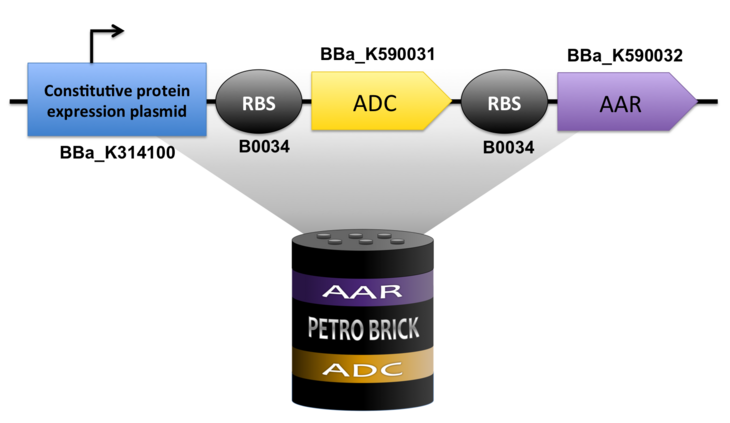 BBa_K590031
BBa_K590032
Constitutive protein
expression plasmid
RBS
ADC
RBS
AAR
BBa_K314100
B0034
B0034
AAR
PETRO BRICK
ADC